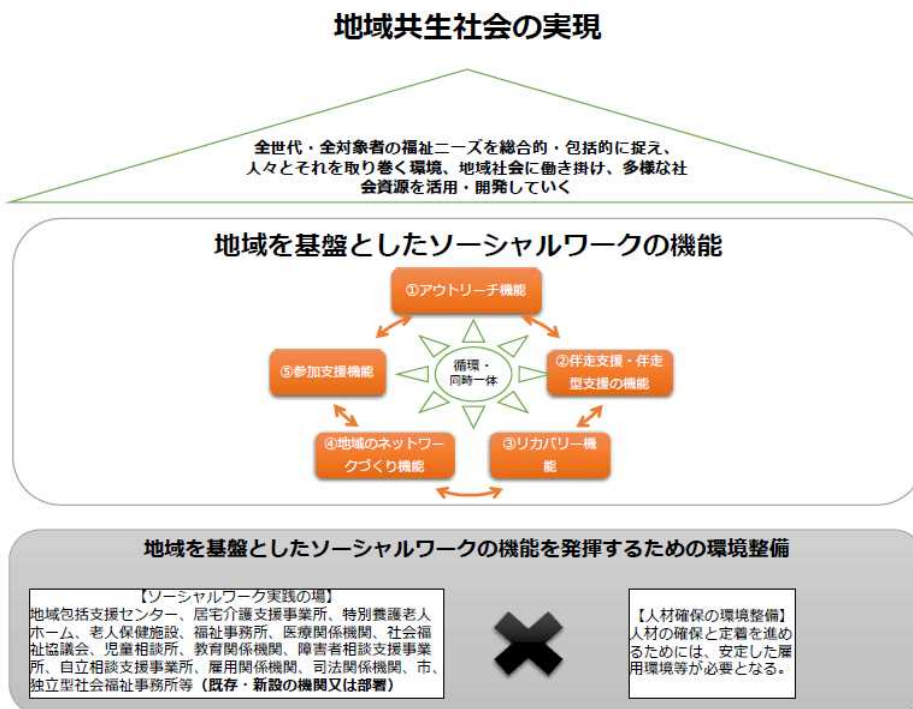 地域共生社会の実現
全世代・全対象者の福祉ニーズを総合的・包括的に捉え、
人々とそれを取り巻く環境、地域社会に働き掛け、多様な社
会資源を活用・開発していく
地域を基盤としたソーシャルワークの機能
①アウトリーチ機能
⑤参加支援機能
循環・
同時一体
②伴走支援・伴走
型支援の機能
④地域のネットワー
クづくり機能
③リカバリー機
能
地域を基盤としたソーシャルワークの機能を発揮するための環境整備
【ソーシャルワーク実践の場】
地域包括支援センター、居宅介護支援事業所、特別養護老人
ホーム、老人保健施設、福祉事務所、医療関係機関、社会福
祉協議会、児童相談所、教育関係機関、障害者相談支援事業
所、自立相談支援事業所、雇用関係機関、司法関係機関、市、
独立型社会福祉事務所等（既存・新設の機関又は部署）
【人材確保の環境整備】
人材の確保と定着を進め
るためには、安定した雇
用環境等が必要となる。